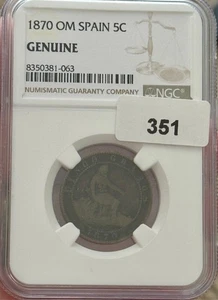 1870 OM SPAIN 5C
GENUINE
8350381-063
NUMISMATIC GUARANTY COMPANY
NGC
351